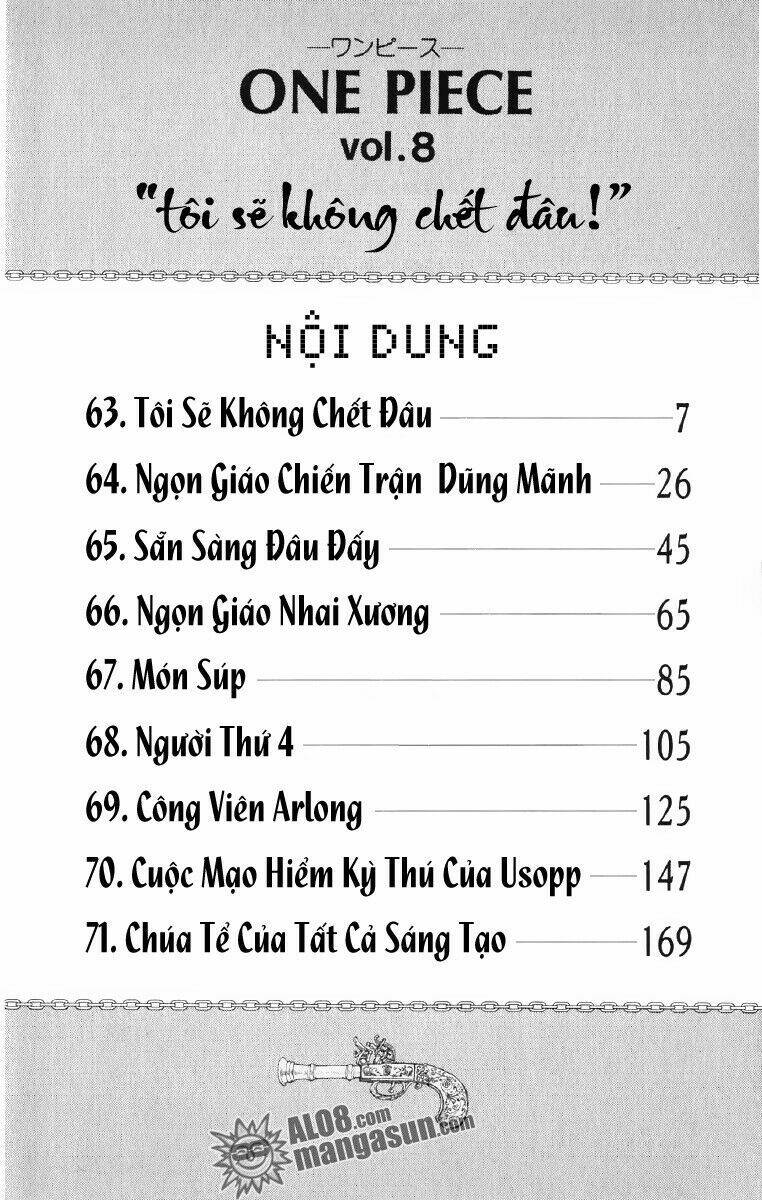 ワンピース
ONE PIECE
vol.8
“tôi sẽ không chết đâu!”
NỘI DUNG
63. Tôi Sẽ Không Chết Đâu 7
64. Ngọn Giáo Chiến Trận Dũng Mãnh 26
65. Sẵn Sàng Đâu Đấy 45
66. Ngọn Giáo Nhai Xương 65
67. Món Súp 85
68. Người Thứ 4 105
69. Công Viên Arlong 125
70. Cuộc Mạo Hiểm Kỳ Thú Của Usopp 147
71. Chúa Tể Của Tất Cả Sáng Tạo 169
ALO8.com
mangasun.com